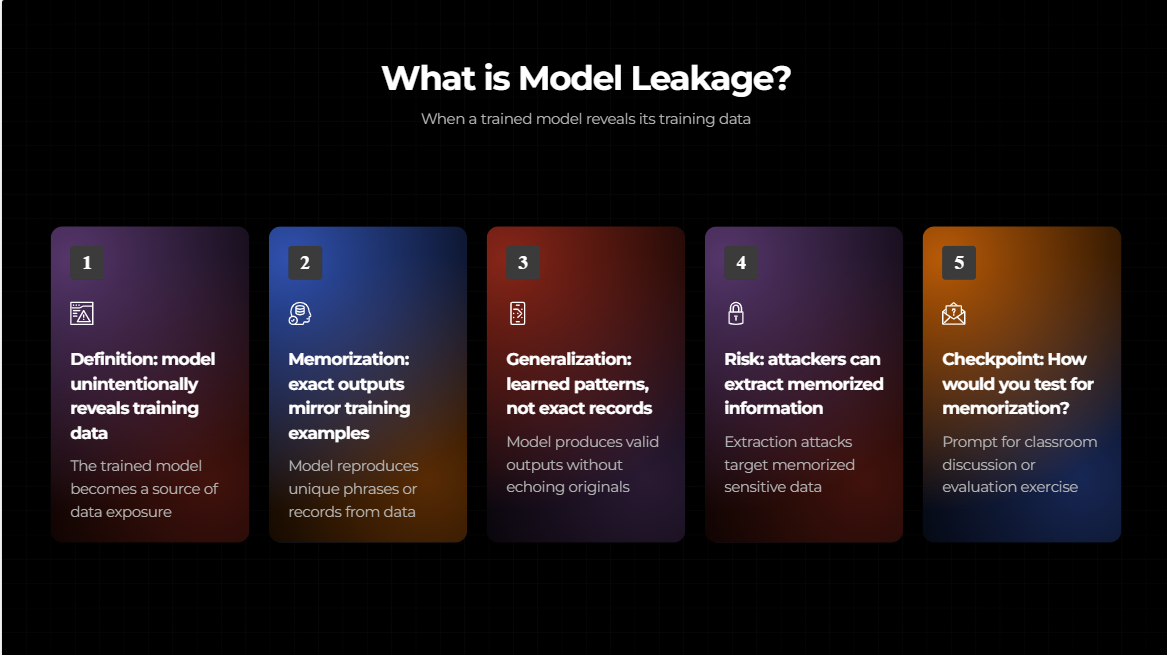 What is Model Leakage?
When a trained model reveals its training data
1
Definition: model
unintentionally
reveals training
data
The trained model
becomes a source of
data exposure
2
Memorization:
exact outputs
mirror training
examples
Model reproduces
unique phrases or
records from data
3
Generalization:
learned patterns,
not exact records
Model produces valid
outputs without
echoing originals
4
Risk: attackers can
extract memorized
information
Extraction attacks
target memorized
sensitive data
5
Checkpoint: How
would you test for
memorization?
Prompt for classroom
discussion or
evaluation exercise